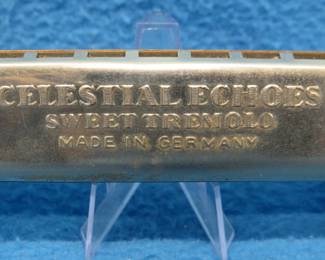 CELESTIAL ECHOES
SWEET TREMOLO
MADE IN GERMANY